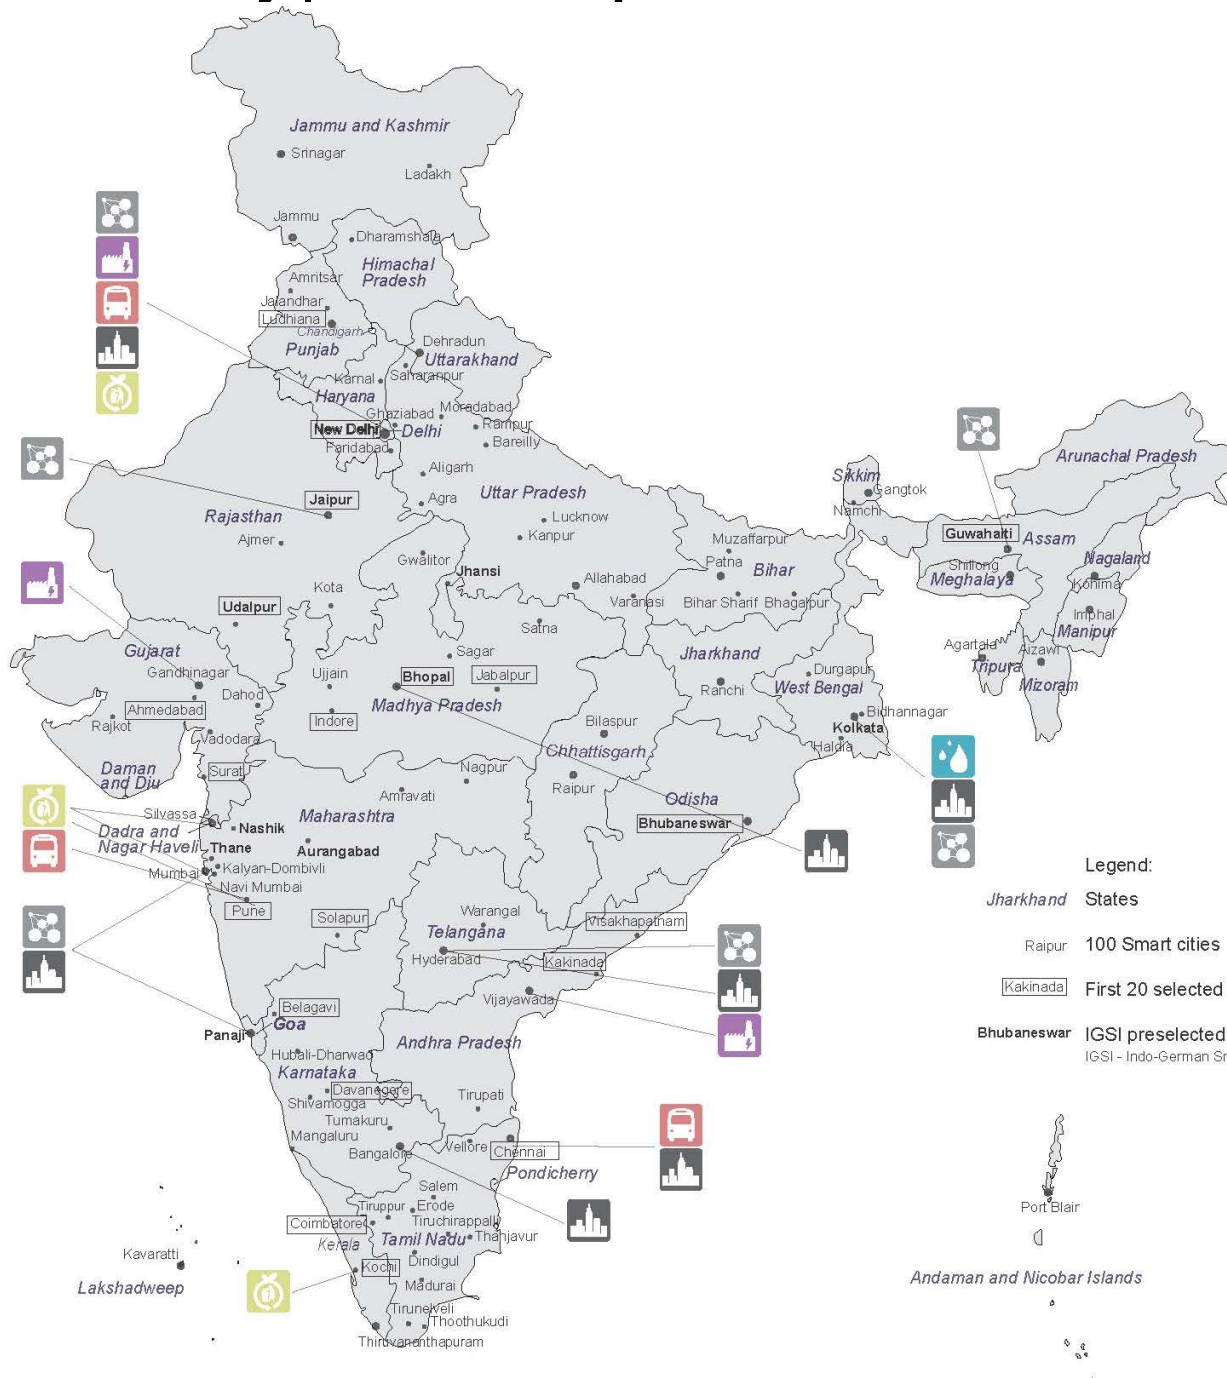 Jammu and Kashmir
Srinagar
Ladakh
Jammu
Dharamshala
Himachal
Pradesh
Amritsar
Jalandhar
Ludhiana
Chandigarh
Punjab
Dehradun
Uttarakhand
Saharanpur
Karnal
Haryana
Ghaziabad
Moradabad
New Delhi
Delhi
Rampur
Bareilly
Faridabad
Aligarh
Uttar Pradesh
Agra
Jaipur
Rajasthan
Ajmer
Lucknow
Kanpur
Gwalitor
Jhansi
Kota
Allahabad
Varanasi
Muzaffarpur
Patna
Bihar
Bihar Sharif
Bhagalpur
Sikkim
Gangtok
Namchi
Arunachal Pradesh
Guwahaiti
Assam
Shillong
Meghalaya
Nagaland
Kohima
Imphal
Manipur
Agartala
Tripura
Aizawi
Mizoram
Udalpur
Gujarat
Gandhinagar
Ahmedabad
Dahod
Rajkot
Vadodara
Ujjain
Indore
Satna
Sagar
Bhopal
Jabalpur
Madhya Pradesh
Jharkhand
Ranchi
Durgapur
West Bengal
Bidhannagar
Kolkata
Haldia
Bilaspur
Chhattisgarh
Raipur
Odisha
Bhubaneswar
Daman
and Diu
Surat
Silvassa
Dadra and
Nagar Haveli
Nashik
Thane
Mumbai
Kalyan-Dombivli
Navi Mumbai
Pune
Nagpur
Amravati
Maharashtra
Aurangabad
Solapur
Warangal
Telangana
Hyderabad
Visakhapatnam
Kakinada
Vijayawada
Belagavi
Goa
Panaji
Hubali-Dharwad
Karnataka
Andhra Pradesh
Davanegere
Shivamogga
Tumakuru
Mangaluru
Bangalore
Tirupati
Vellore
Chennai
Pondicherry
Salem
Tiruppur
Erode
Coimbatore
Tiruchirappalli
Kerala
Tamil Nadu
Thanjavur
Dindigul
Kochi
Madurai
Tirunelveli
Thoothukudi
Thiruvananthapuram
Kavaratti
Lakshadweep
Port Blair
Andaman and Nicobar Islands
Legend:
Jharkhand States
Raipur 100 Smart cities
Kakinada First 20 selected
Bhubaneswar IGSI preselected
IGSI - Indo-German